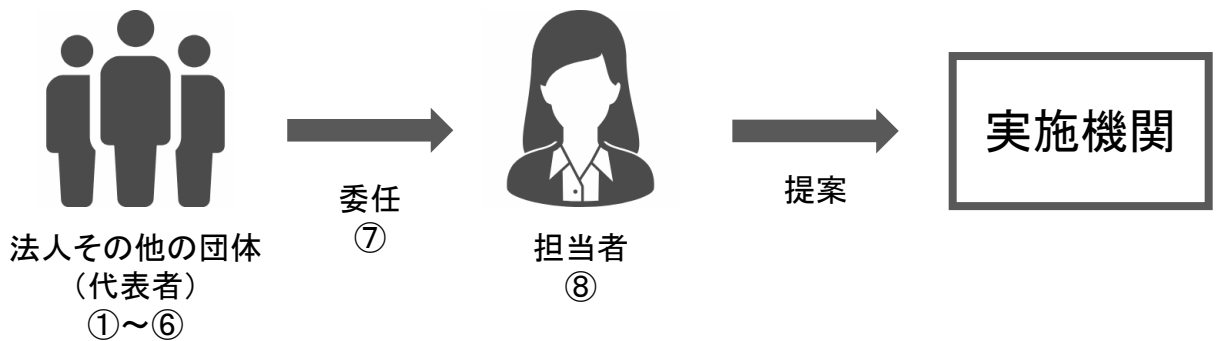 法人その他の団体
（代表者）
①～⑥
委任
⑦
担当者
⑧
提案
実施機関